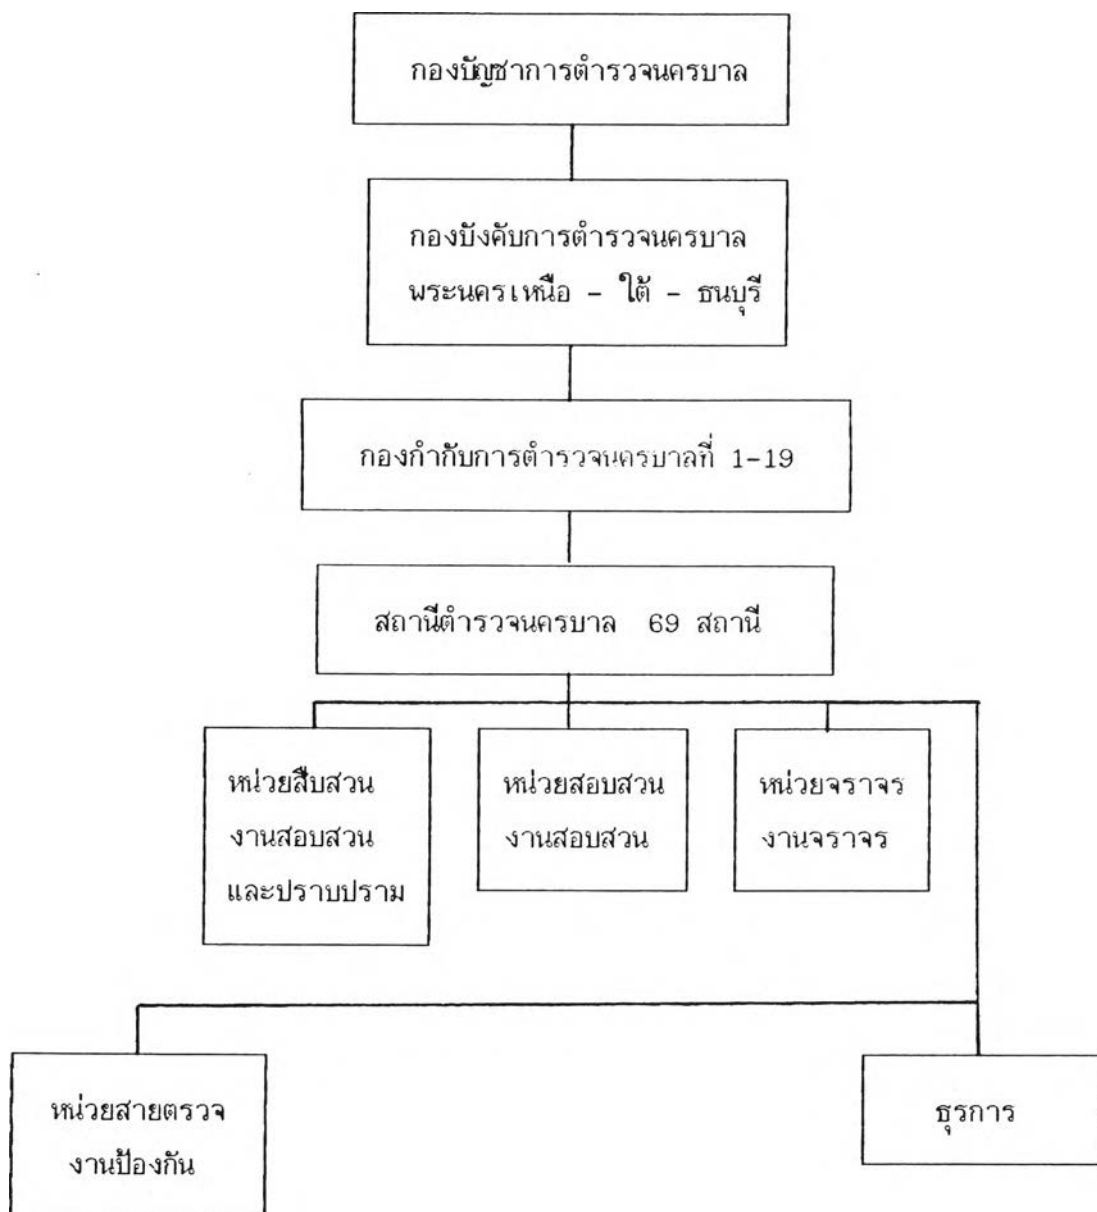 กองบัญชาการตำรวจนครบาล
กองบังคับการตำรวจนครบาล
พระนครเหนือ - ใต้ - ธนบุรี
กองกำกับการตำรวจนครบาลที่ 1-19
สถานีตำรวจนครบาล 69 สถานี
หน่วยสืบสวน
งานสอบสวน
และปราบปราม
หน่วยสอบสวน
งานสอบสวน
หน่วยจราจร
งานจราจร
หน่วยสายตรวจ
งานป้องกัน
ธุรการ